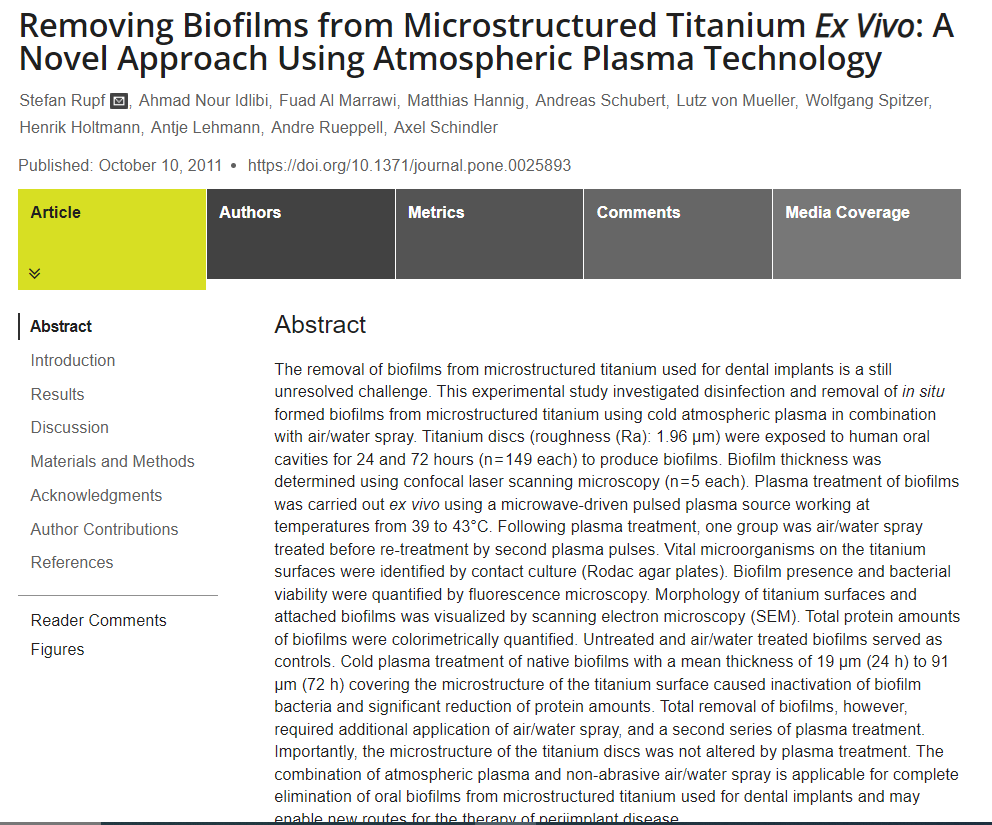 Removing Biofilms from Microstructured Titanium Ex Vivo: A
Novel Approach Using Atmospheric Plasma Technology
Stefan Rupf, Ahmad Nour Idlibi, Fuad Al Marrawi, Matthias Hannig, Andreas Schubert, Lutz von Mueller, Wolfgang Spitzer,
Henrik Holtmann, Antje Lehmann, Andre Rueppell, Axel Schindler
Published: October 10, 2011 • https://doi.org/10.1371/journal.pone.0025893
Article
Authors
Metrics
Comments
Media Coverage
Abstract
Introduction
Results
Discussion
Materials and Methods
Acknowledgments
Author Contributions
References
Reader Comments
Figures
Abstract
The removal of biofilms from microstructured titanium used for dental implants is a still
unresolved challenge. This experimental study investigated disinfection and removal of in situ
formed biofilms from microstructured titanium using cold atmospheric plasma in combination
with air/water spray. Titanium discs (roughness (Ra): 1.96 µm) were exposed to human oral
cavities for 24 and 72 hours (n=149 each) to produce biofilms. Biofilm thickness was
determined using confocal laser scanning microscopy (n=5 each). Plasma treatment of biofilms
was carried out ex vivo using a microwave-driven pulsed plasma source working at
temperatures from 39 to 43°C. Following plasma treatment, one group was air/water spray
treated before re-treatment by second plasma pulses. Vital microorganisms on the titanium
surfaces were identified by contact culture (Rodac agar plates). Biofilm presence and bacterial
viability were quantified by fluorescence microscopy. Morphology of titanium surfaces and
attached biofilms was visualized by scanning electron microscopy (SEM). Total protein amounts
of biofilms were colorimetrically quantified. Untreated and air/water treated biofilms served as
controls. Cold plasma treatment of native biofilms with a mean thickness of 19 µm (24 h) to 91
µm (72 h) covering the microstructure of the titanium surface caused inactivation of biofilm
bacteria and significant reduction of protein amounts. Total removal of biofilms, however,
required additional application of air/water spray, and a second series of plasma treatment.
Importantly, the microstructure of the titanium discs was not altered by plasma treatment. The
combination of atmospheric plasma and non-abrasive air/water spray is applicable for complete
elimination of oral biofilms from microstructured titanium used for dental implants and may
enable new routes for the therapy of periimplant disease.